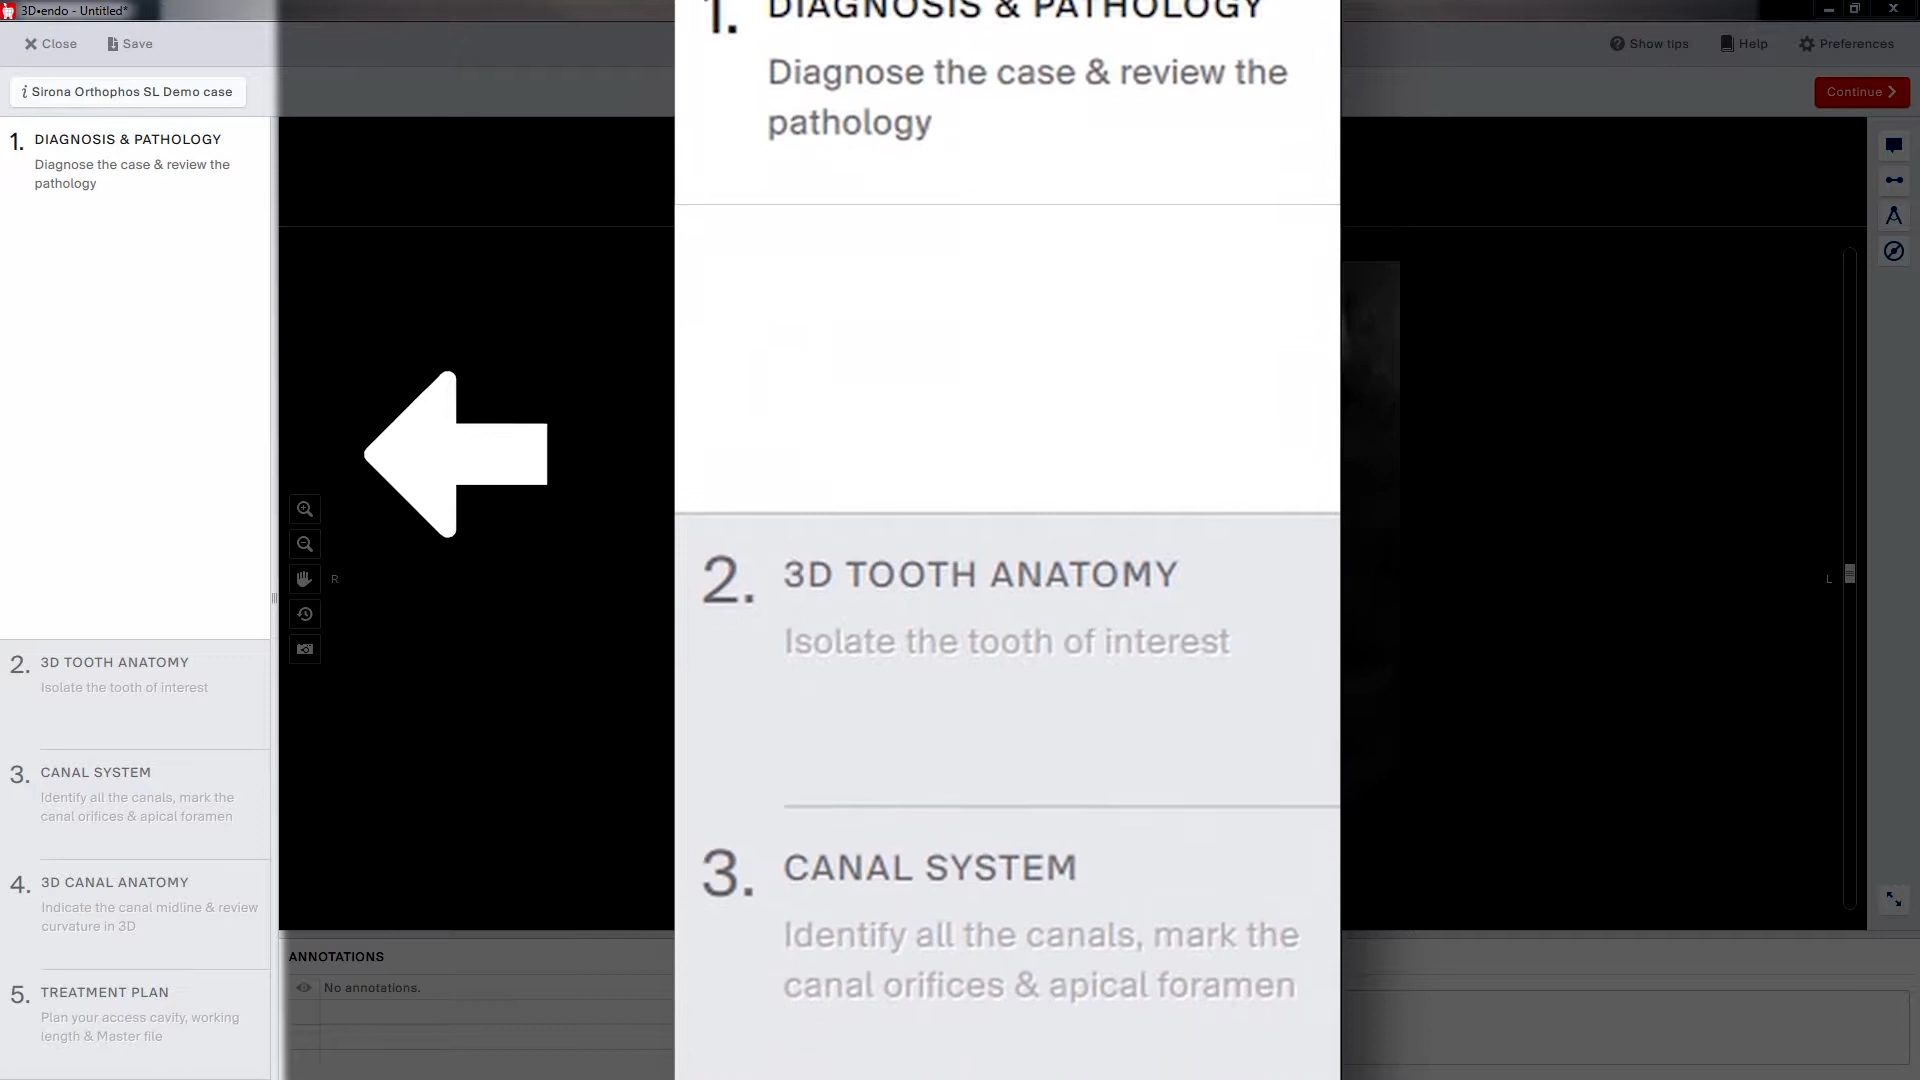 3D•endo - Untitled*
Close
Save
Show tips
Help
Preferences
i Sirona Orthophos SL Demo case
Continue
1. DIAGNOSIS & PATHOLOGY
Diagnose the case & review the
pathology
2. 3D TOOTH ANATOMY
Isolate the tooth of interest
3. CANAL SYSTEM
Identify all the canals, mark the
canal orifices & apical foramen
4. 3D CANAL ANATOMY
Indicate the canal midline & review
curvature in 3D
5. TREATMENT PLAN
Plan your access cavity, working
length & Master file
R
ANNOTATIONS
No annotations.
1. DIAGNOSIS & PATHOLOGY
Diagnose the case & review the
pathology
2. 3D TOOTH ANATOMY
Isolate the tooth of interest
3. CANAL SYSTEM
Identify all the canals, mark the
canal orifices & apical foramen
L